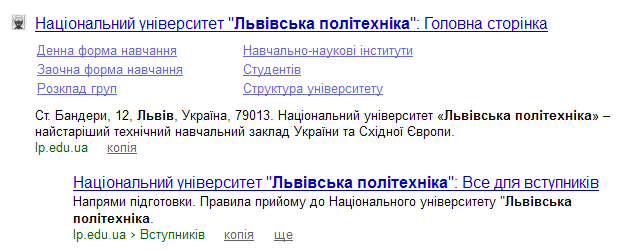 Національний університет "Львівська політехніка": Головна сторінка
Денна форма навчання Навчально-наукові інститути
Заочна форма навчання Студентів
Розклад груп Структура університету
Ст. Бандери, 12, Львів, Україна, 79013. Національний університет «Львівська політехніка» –
найстаріший технічний навчальний заклад України та Східної Європи.
lp.edu.ua копія
Національний університет "Львівська політехніка": Все для вступників
Напрями підготовки. Правила прийому до Національного університету "Львівська
політехніка.
lp.edu.ua › Вступників копія ще